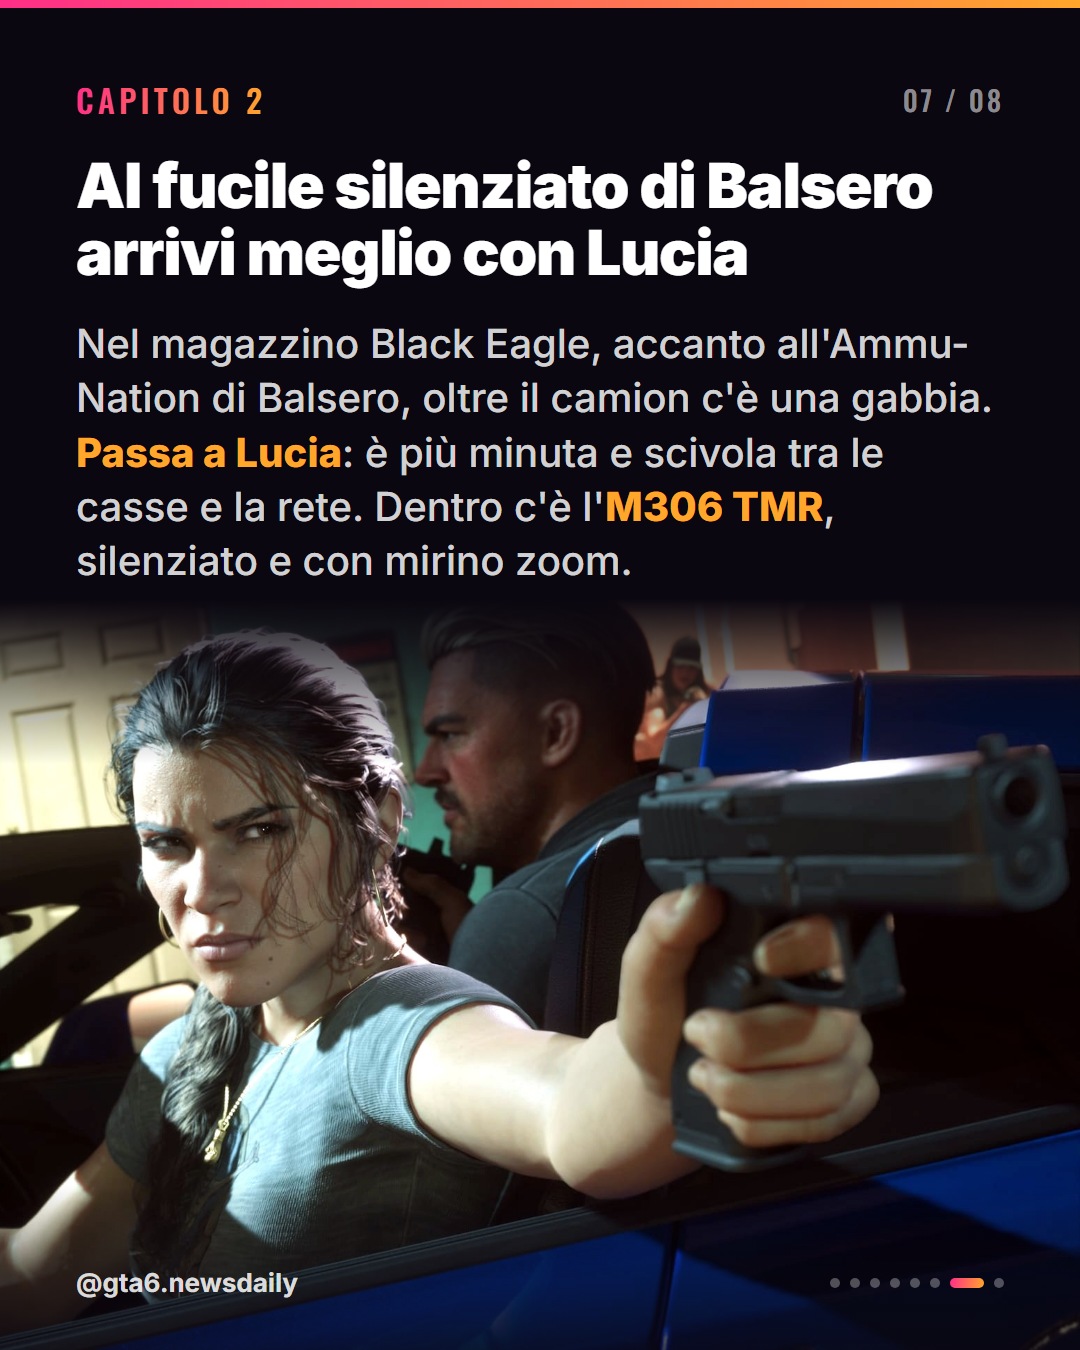 CAPITOLO 2
07 / 08
Al fucile silenziato di Balsero
arrivi meglio con Lucia
Nel magazzino Black Eagle, accanto all'Ammu-
Nation di Balsero, oltre il camion c'è una gabbia.
Passa a Lucia: è più minuta e scivola tra le
casse e la rete. Dentro c'è l'M306 TMR,
silenziato e con mirino zoom.
@gta6.newsdaily